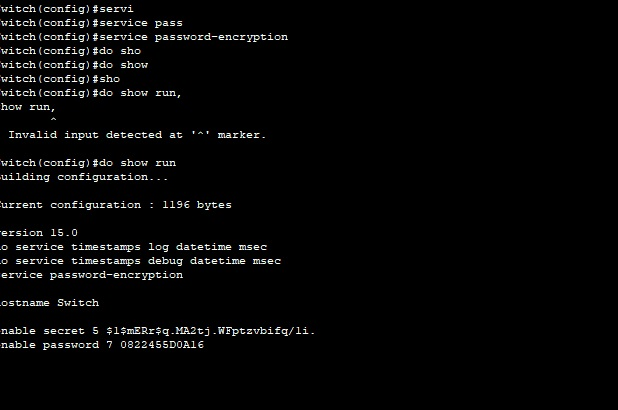 witch(config)#servi
witch(config)#service pass
witch(config)#service password-encryption
witch(config)#do sho
witch(config)#do show
witch(config)#sho
witch(config)#do show run,
how run,
^
Invalid input detected at '^' marker.
witch(config)#do show run
uilding configuration...
urrent configuration : 1196 bytes
ersion 15.0
o service timestamps log datetime msec
o service timestamps debug datetime msec
ervice password-encryption
ostname Switch
nable secret 5 $1$mERr$q.MA2tj.WFptzvbifq/li.
nable password 7 0822455D0A16